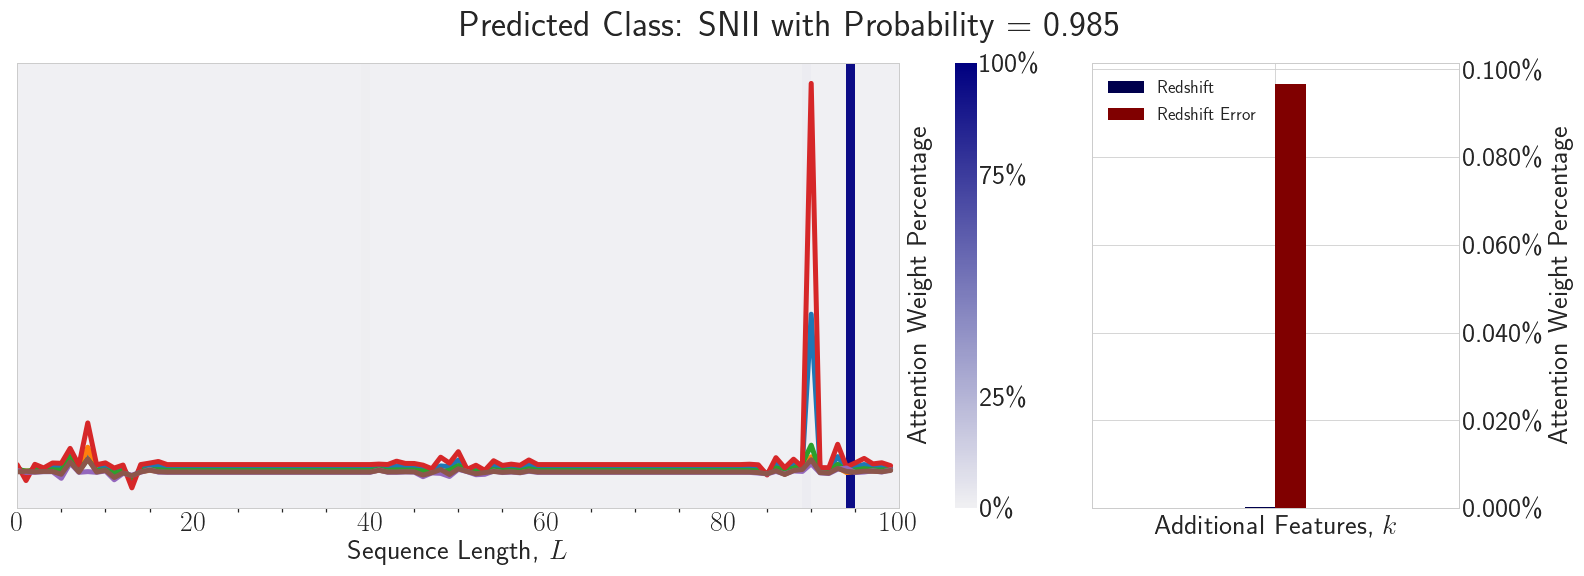 Predicted Class: SNII with Probability = 0.985
0
20
40
60
80
100
Sequence Length, L
100%
75%
25%
0%
Attention Weight Percentage
Redshift
Redshift Error
Additional Features, k
0.100%
0.080%
0.060%
0.040%
0.020%
0.000%
Attention Weight Percentage